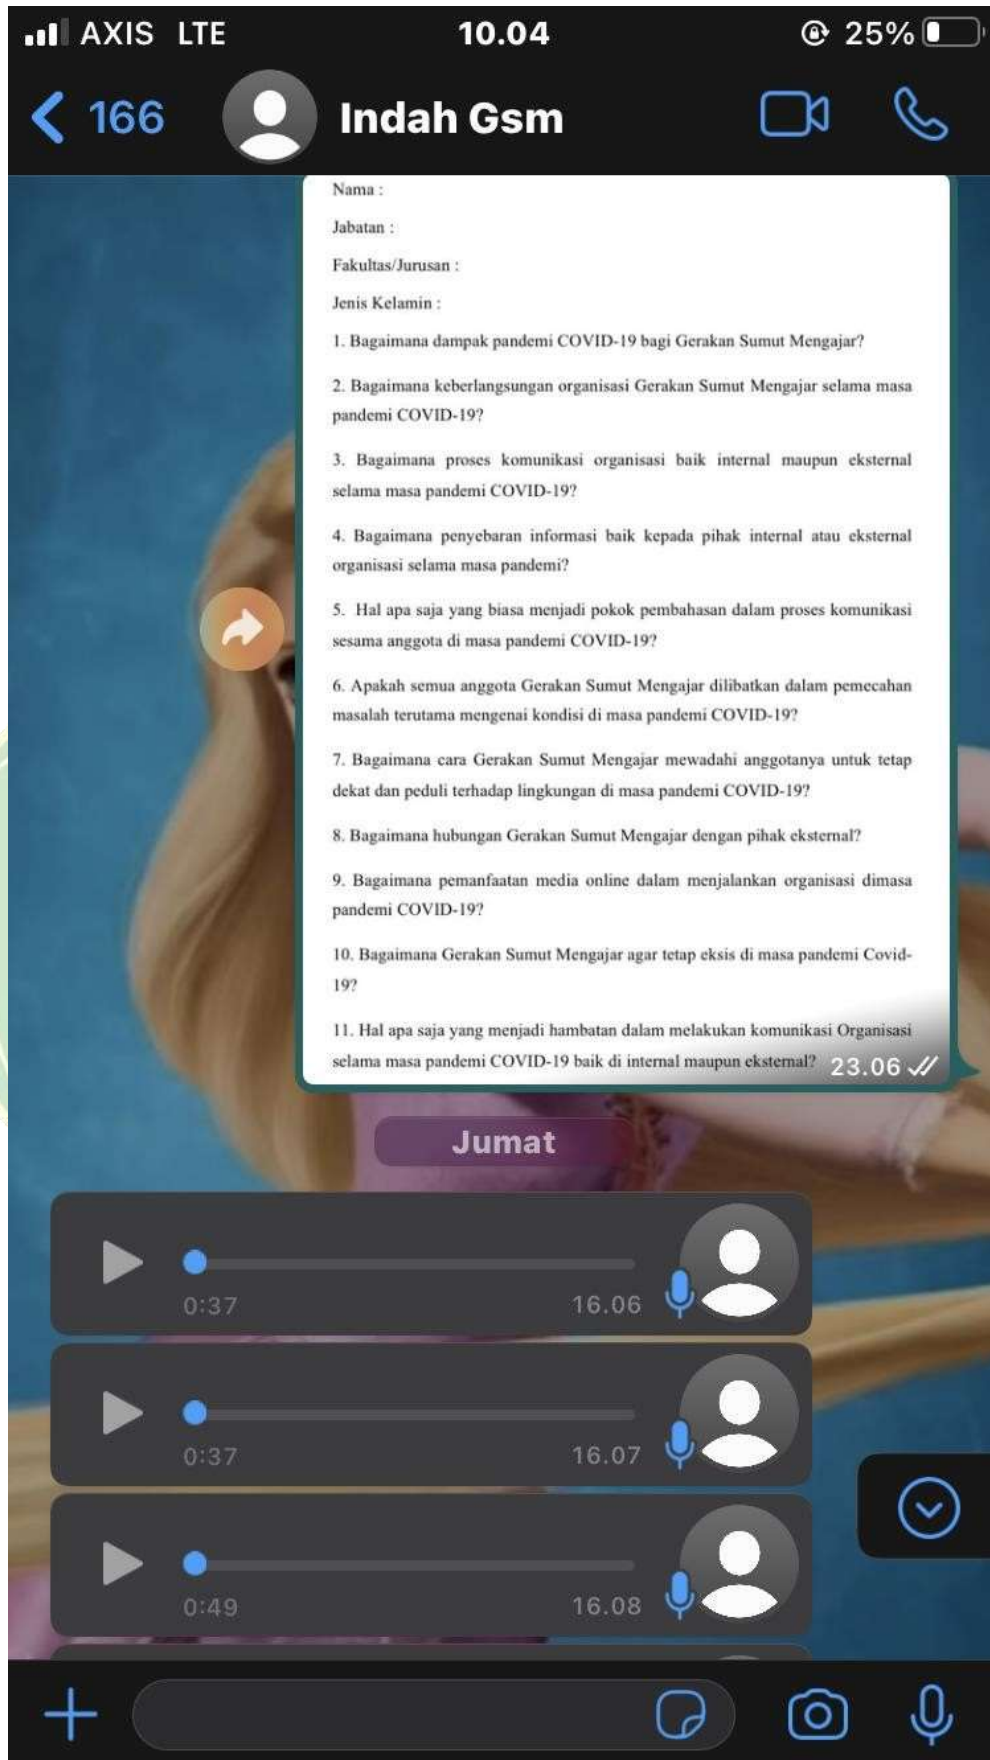 AXIS LTE 10.04 25%
166 Indah Gsm
Nama :
Jabatan :
Fakultas/Jurusan :
Jenis Kelamin :
1. Bagaimana dampak pandemi COVID-19 bagi Gerakan Sumut Mengajar?
2. Bagaimana keberlangsungan organisasi Gerakan Sumut Mengajar selama masa
pandemi COVID-19?
3. Bagaimana proses komunikasi organisasi baik internal maupun eksternal
selama masa pandemi COVID-19?
4. Bagaimana penyebaran informasi baik kepada pihak internal atau eksternal
organisasi selama masa pandemi?
5. Hal apa saja yang biasa menjadi pokok pembahasan dalam proses komunikasi
sesama anggota di masa pandemi COVID-19?
6. Apakah semua anggota Gerakan Sumut Mengajar dilibatkan dalam pemecahan
masalah terutama mengenai kondisi di masa pandemi COVID-19?
7. Bagaimana cara Gerakan Sumut Mengajar mewadahi anggotanya untuk tetap
dekat dan peduli terhadap lingkungan di masa pandemi COVID-19?
8. Bagaimana hubungan Gerakan Sumut Mengajar dengan pihak eksternal?
9. Bagaimana pemanfaatan media online dalam menjalankan organisasi dimasa
pandemi COVID-19?
10. Bagaimana Gerakan Sumut Mengajar agar tetap eksis di masa pandemi Covid-
19?
11. Hal apa saja yang menjadi hambatan dalam melakukan komunikasi Organisasi
selama masa pandemi COVID-19 baik di internal maupun eksternal? 23.06
Jumat
0:37 16.06
0:37 16.07
0:49 16.08